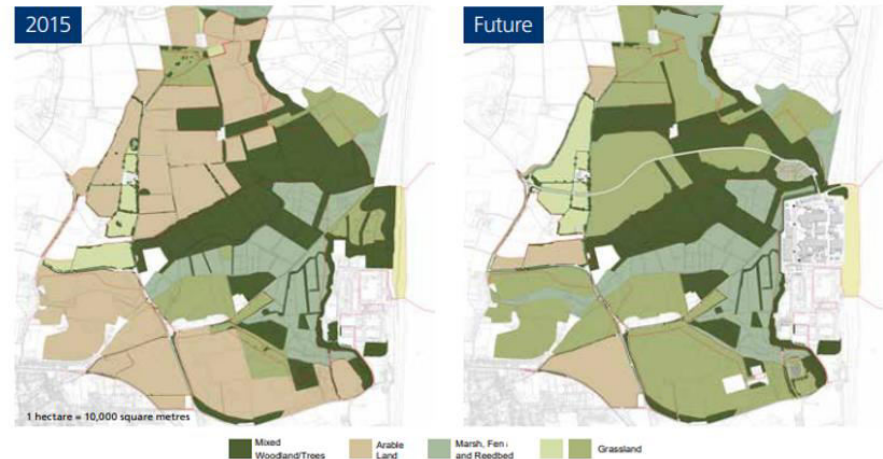 2015
Future
1 hectare = 10,000 square metres
Mixed
Woodland/Trees
Arable
Land
Marsh, Fen
and Reedbed
Grassland